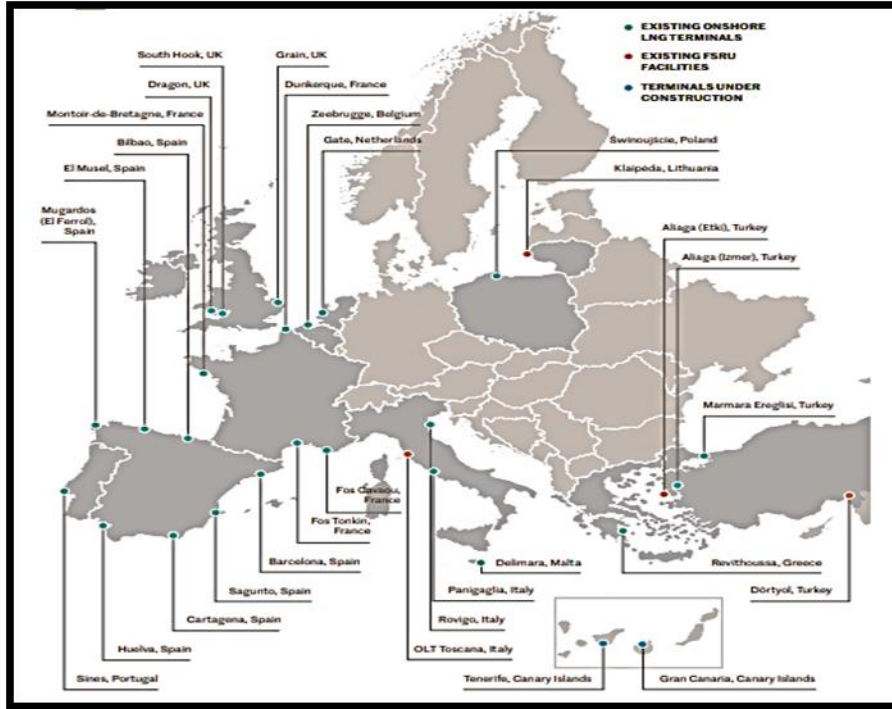 EXISTING ONSHORE
LNG TERMINALS
EXISTING FSRU
FACILITIES
TERMINALS UNDER
CONSTRUCTION
South Hook, UK
Grain, UK
Dragon, UK
Dunkerque, France
Montoir-de-Bretagne, France
Zeebrugge, Belgium
Bilbao, Spain
Gate, Netherlands
Świnoujście, Poland
El Musel, Spain
Klaipėda, Lithuania
Mugardos
(El Ferrol),
Spain
Aliaga (Etki), Turkey
Aliaga (Izmer), Turkey
Marmara Ereglisi, Turkey
Fos Cavaou,
France
Fos Tonkin,
France
Barcelona, Spain
Delimara, Malta
Revithoussa, Greece
Sagunto, Spain
Panigaglia, Italy
Dörtyol, Turkey
Cartagena, Spain
Rovigo, Italy
Huelva, Spain
OLT Toscana, Italy
Sines, Portugal
Tenerife, Canary Islands
Gran Canaria, Canary Islands